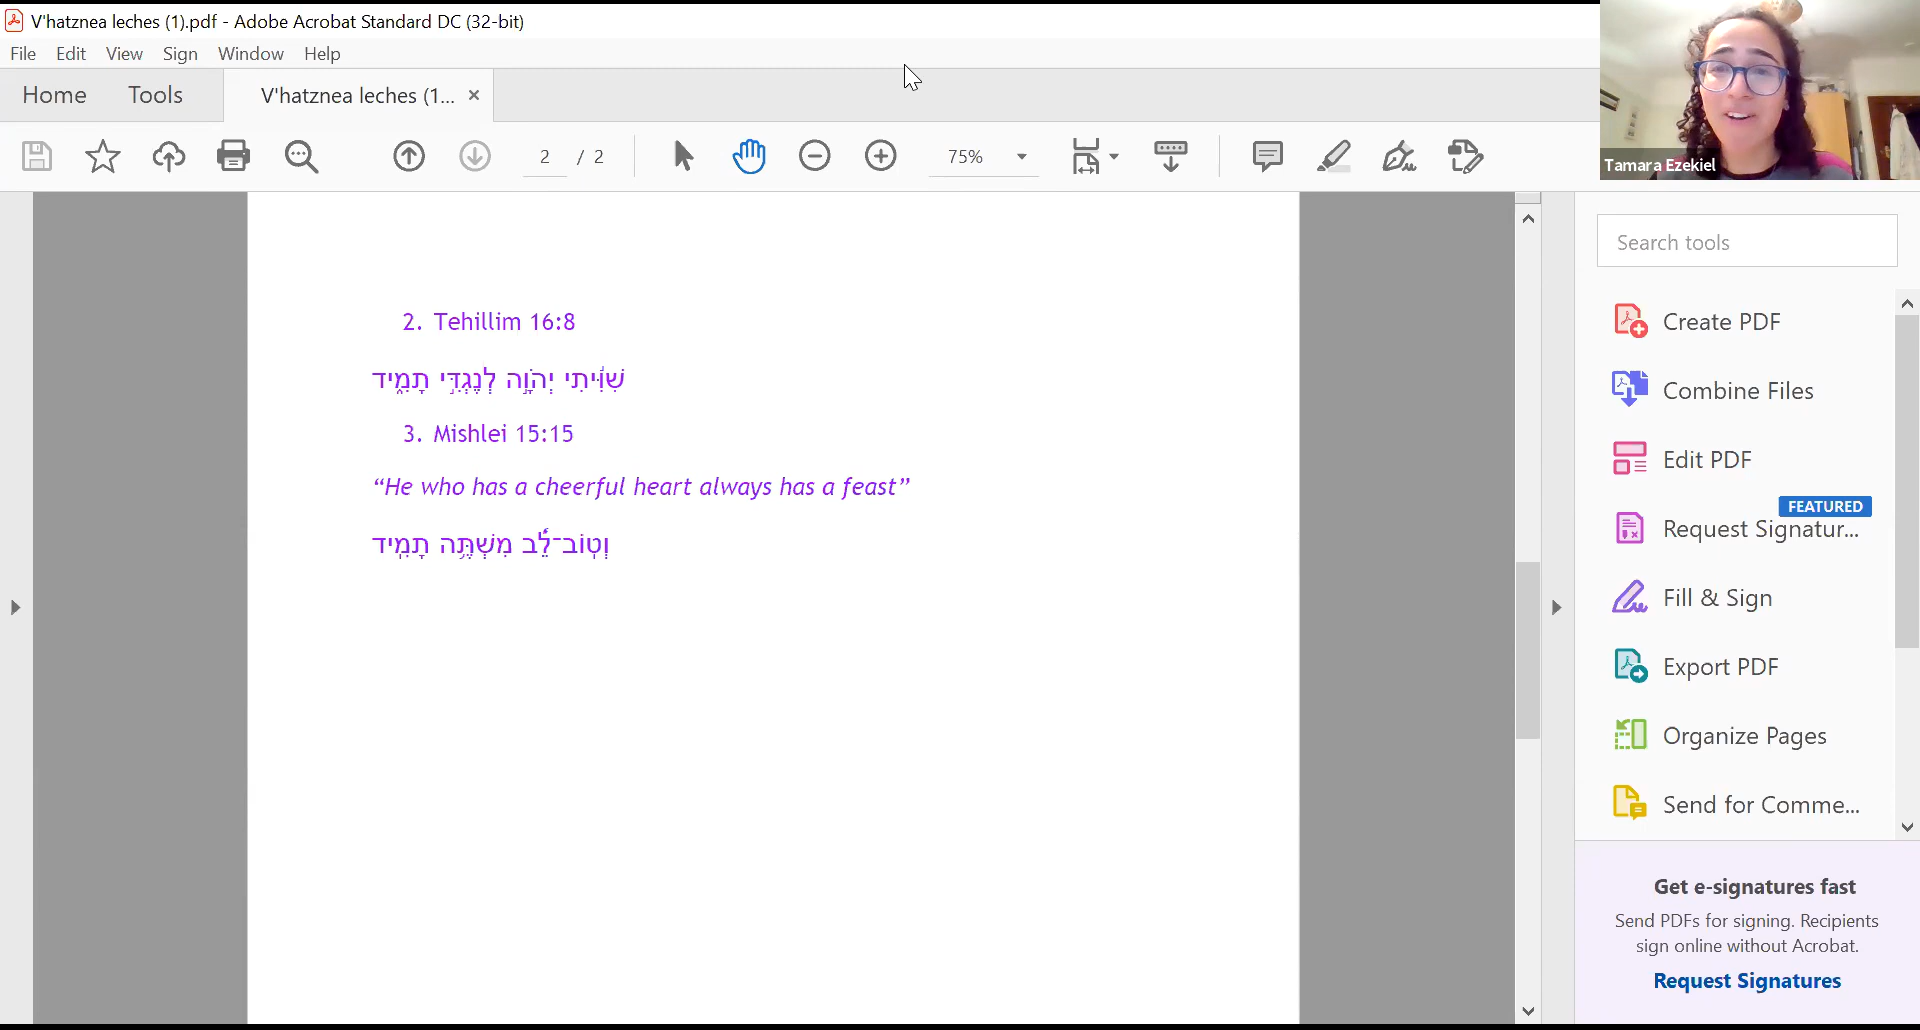 V'hatznea leches (1).pdf - Adobe Acrobat Standard DC (32-bit)
File Edit View Sign Window Help
Home Tools V'hatznea leches (1... ×
2 / 2 75%
Tamara Ezekiel
2. Tehillim 16:8
שִׁוִּ֬יתִי יְהֹוָ֣ה לְנֶגְדִּ֣י תָמִ֑יד
3. Mishlei 15:15
“He who has a cheerful heart always has a feast”
וְטֽוֹב־לֵ֝֗ב מִשְׁתֶּ֥ה תָמִֽיד
Search tools
Create PDF
Combine Files
Edit PDF
FEATURED
Request Signatur...
Fill & Sign
Export PDF
Organize Pages
Send for Comme...
Get e-signatures fast
Send PDFs for signing. Recipients
sign online without Acrobat.
Request Signatures